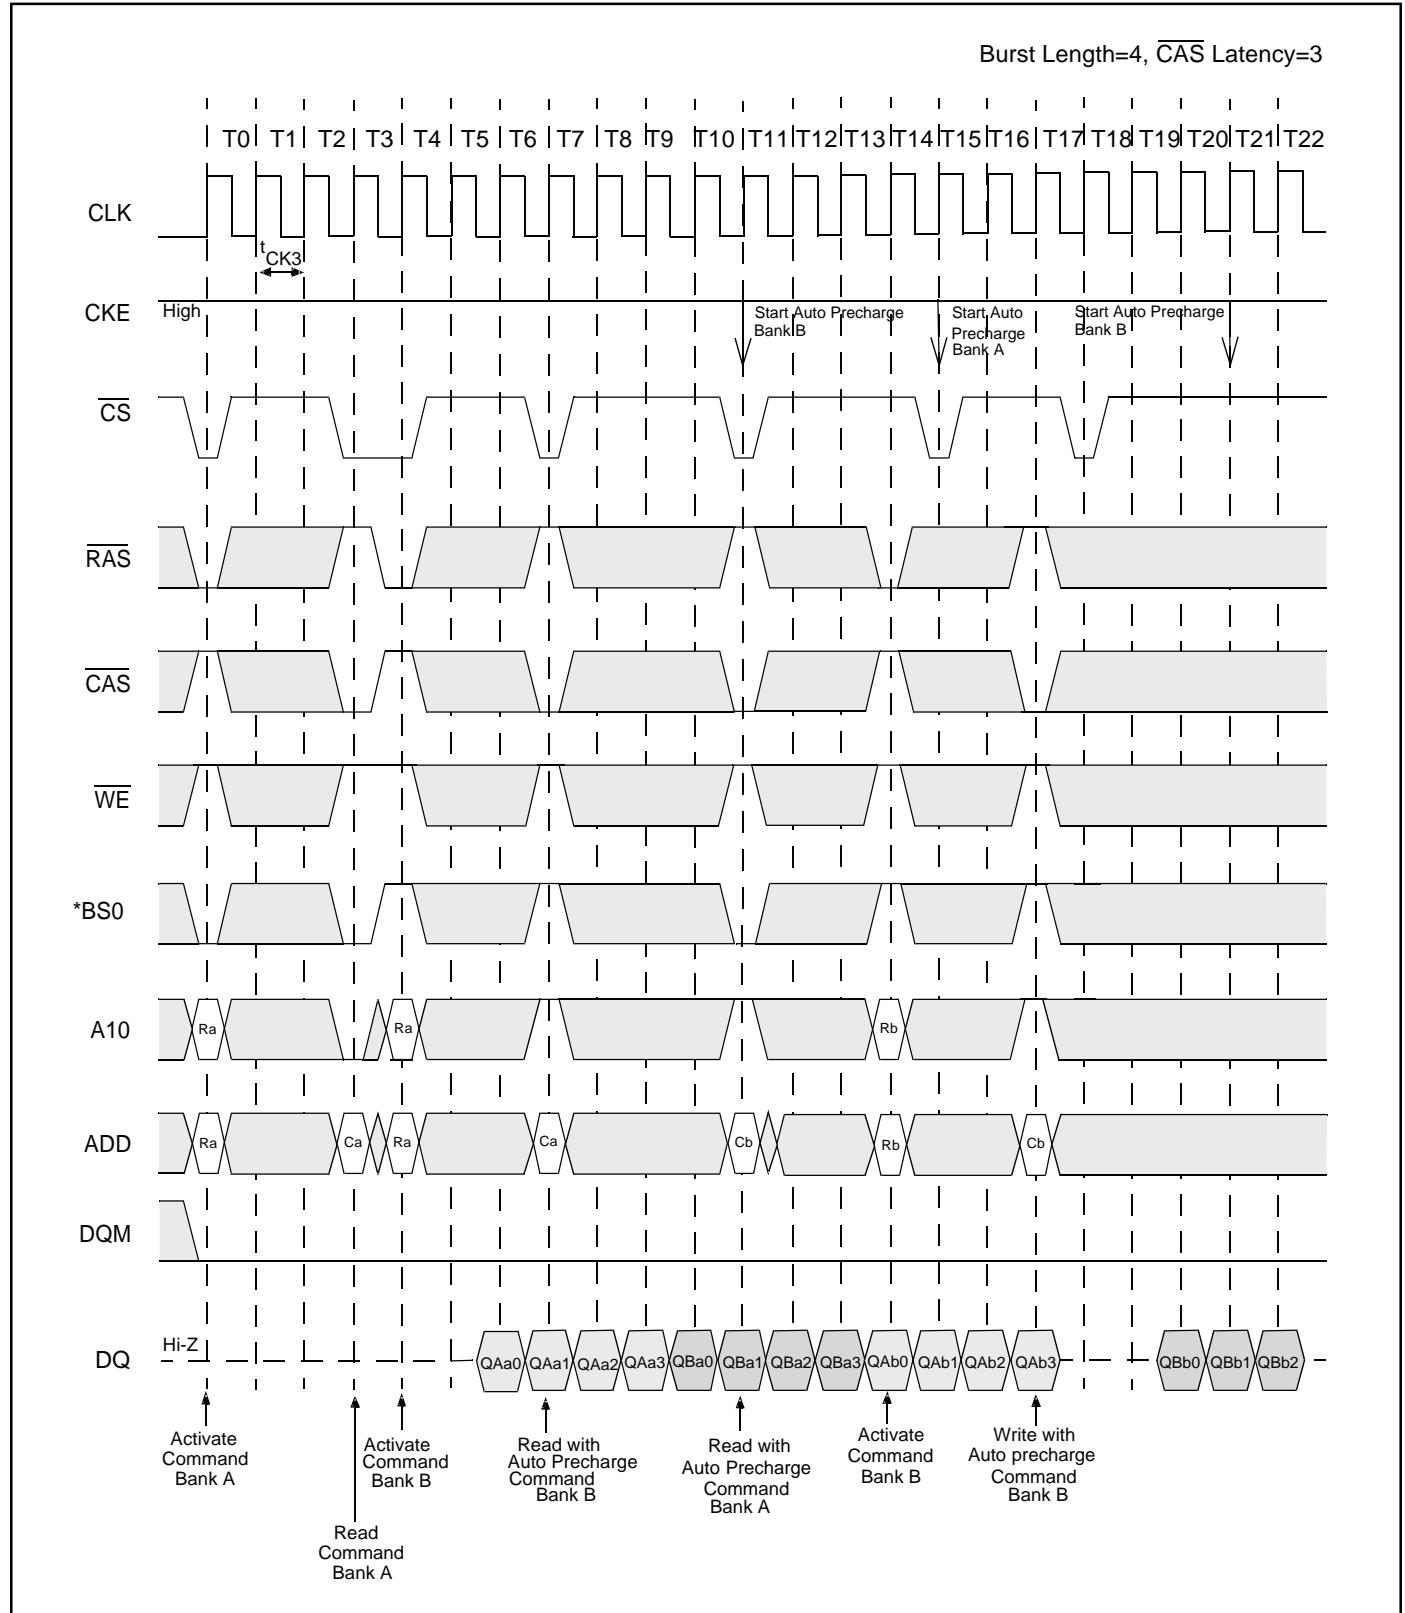 Burst Length=4, CAS Latency=3
T0 T1 T2 T3 T4 T5 T6 T7 T8 T9 T10 T11 T12 T13 T14 T15 T16 T17 T18 T19 T20 T21 T22
CLK
tCK3
CKE
High
Start Auto Precharge
Bank B
Start Auto
Precharge
Bank A
Start Auto Precharge
Bank B
CS
RAS
CAS
WE
*BS0
A10
Ra Ra Rb
ADD
Ra Ca Ra Ca Cb Rb Cb
DQM
DQ
Hi-Z
QAa0 QAa1 QAa2 QAa3 QBa0 QBa1 QBa2 QBa3 QAb0 QAb1 QAb2 QAb3 QBb0 QBb1 QBb2
Activate
Command
Bank A
Read
Command
Bank A
Activate
Command
Bank B
Read with
Auto Precharge
Command
Bank B
Read with
Auto Precharge
Command
Bank A
Activate
Command
Bank B
Write with
Auto precharge
Command
Bank B